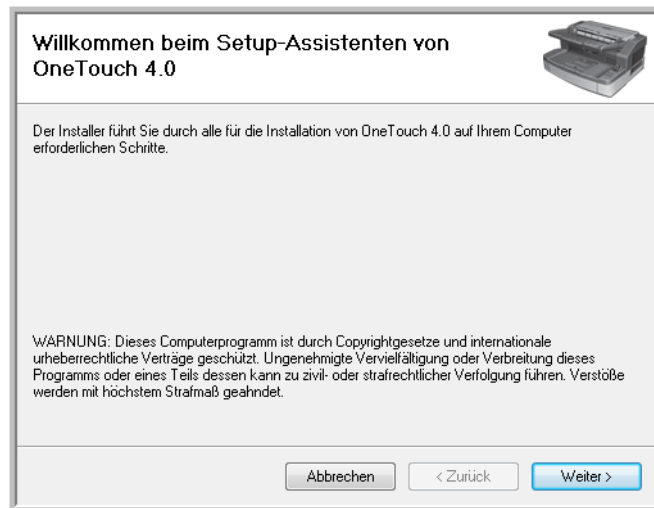 Willkommen beim Setup-Assistenten von
OneTouch 4.0
Der Installer führt Sie durch alle für die Installation von OneTouch 4.0 auf Ihrem Computer
erforderlichen Schritte.
WARNUNG: Dieses Computerprogramm ist durch Copyrightgesetze und internationale
urheberrechtliche Verträge geschützt. Ungenehmigte Vervielfältigung oder Verbreitung dieses
Programms oder eines Teils dessen kann zu zivil- oder strafrechtlicher Verfolgung führen. Verstöße
werden mit höchstem Strafmaß geahndet.
Abbrechen < Zurück Weiter >